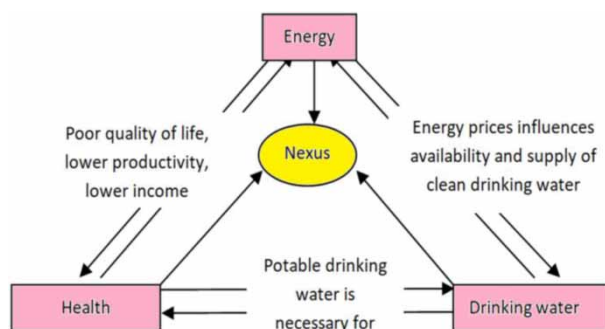 Energy
Poor quality of life,
lower productivity,
lower income
Nexus
Energy prices influences
availability and supply of
clean drinking water
Health
Potable drinking
water is
necessary for
Drinking water